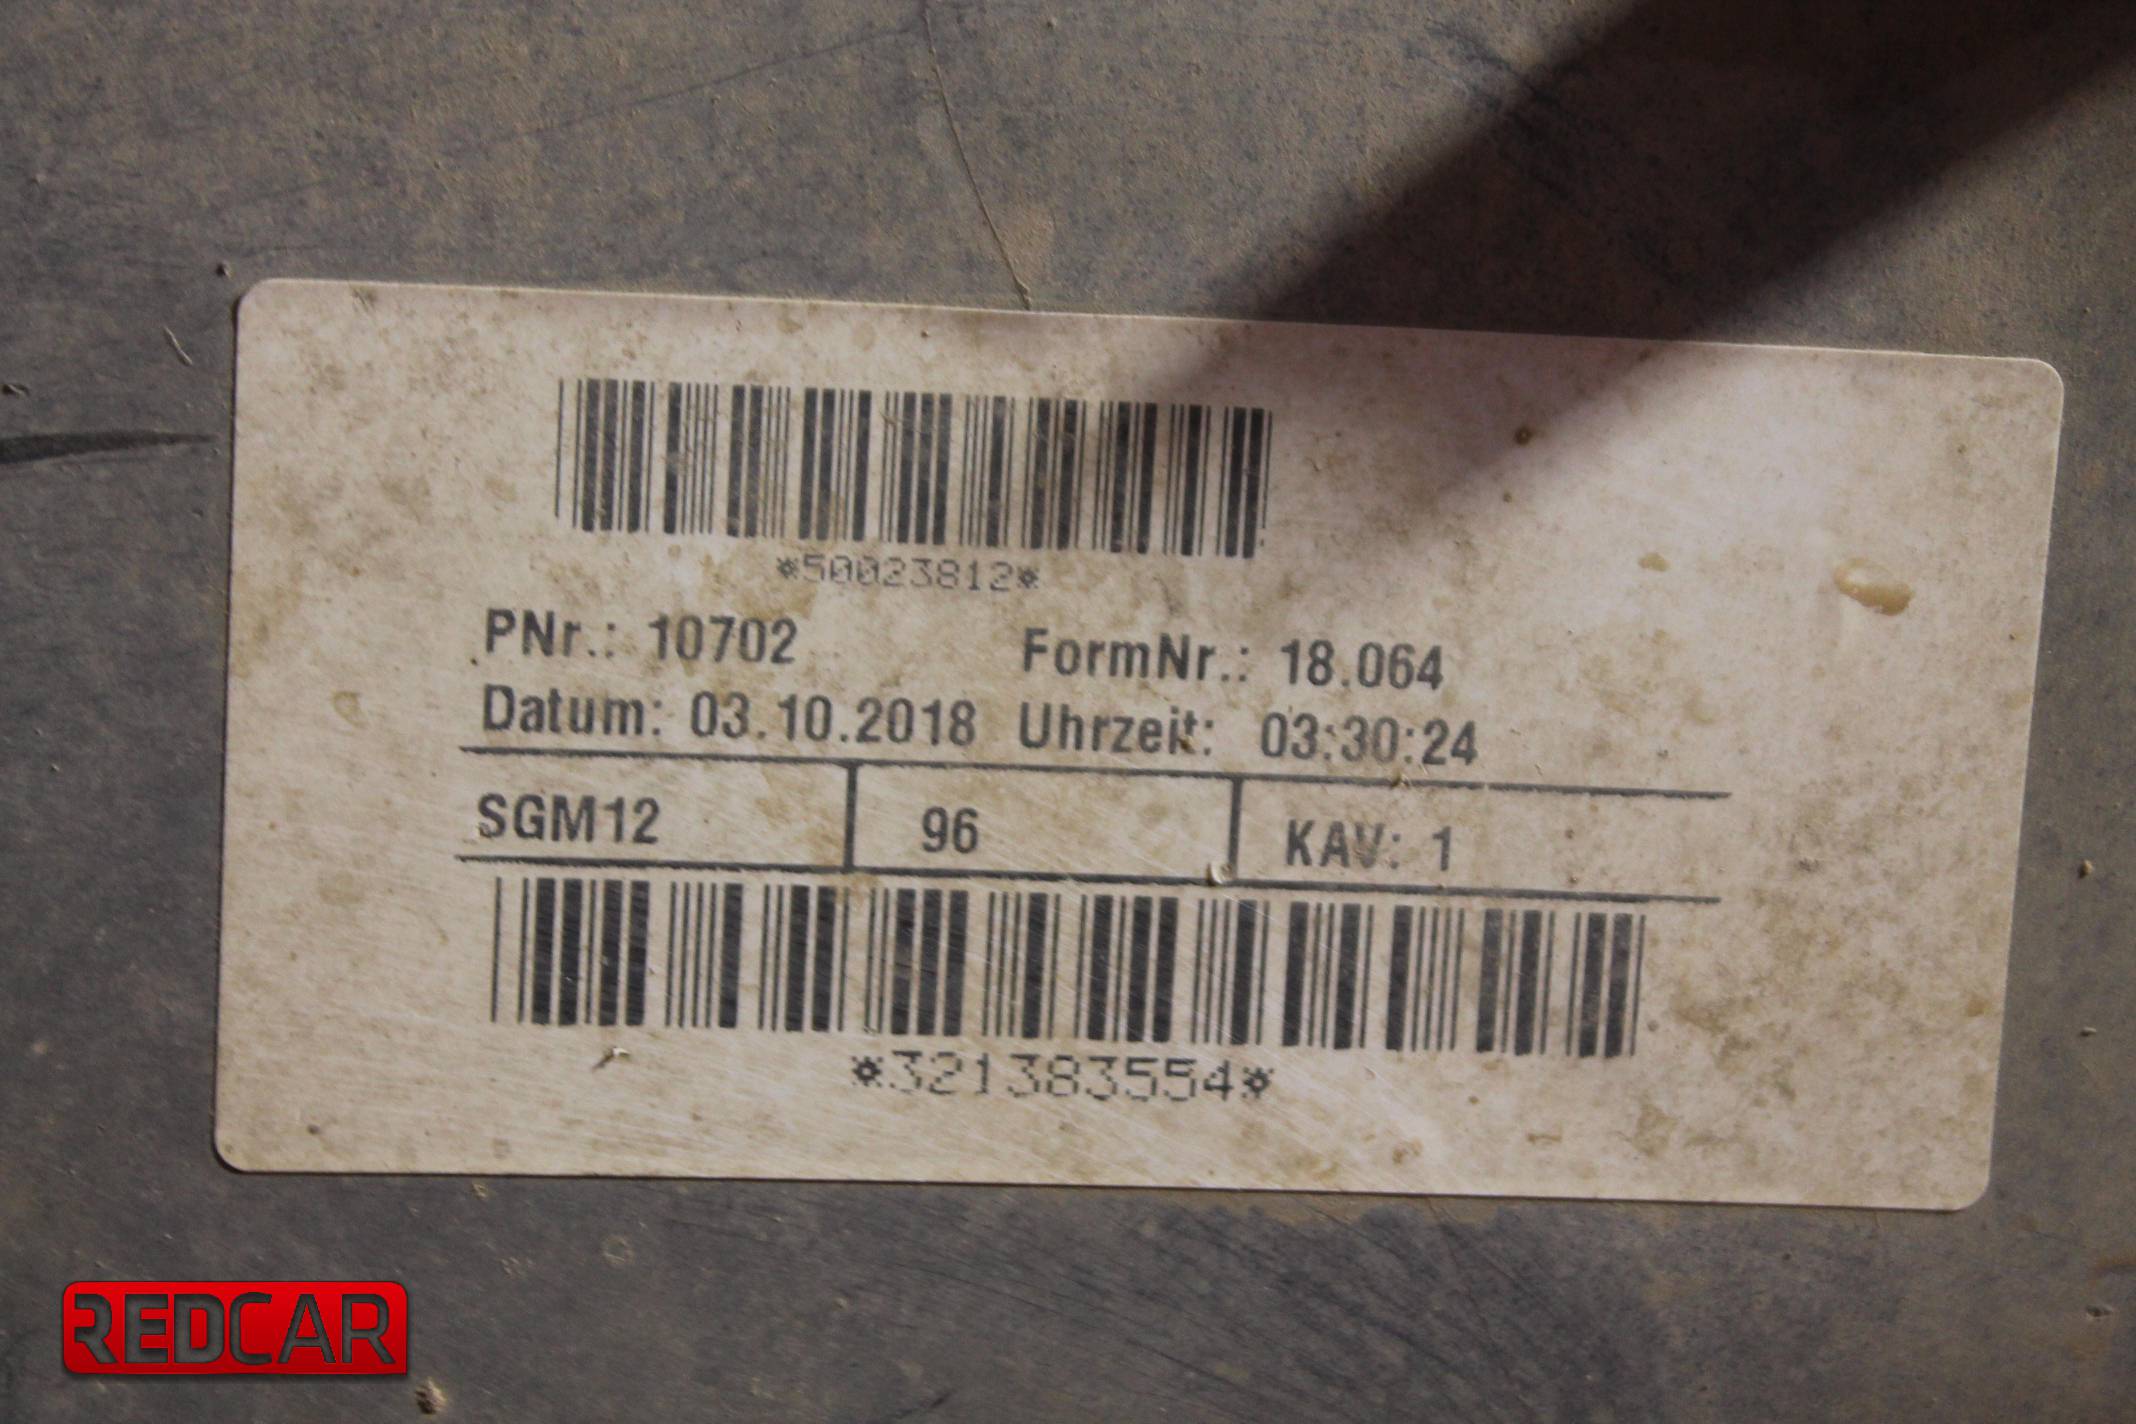 *50023812*
PNr.: 10702 FormNr.: 18.064
Datum: 03.10.2018 Uhrzeit: 03:30:24
SGM12 96 KAV: 1
*321383554*
REDCAR